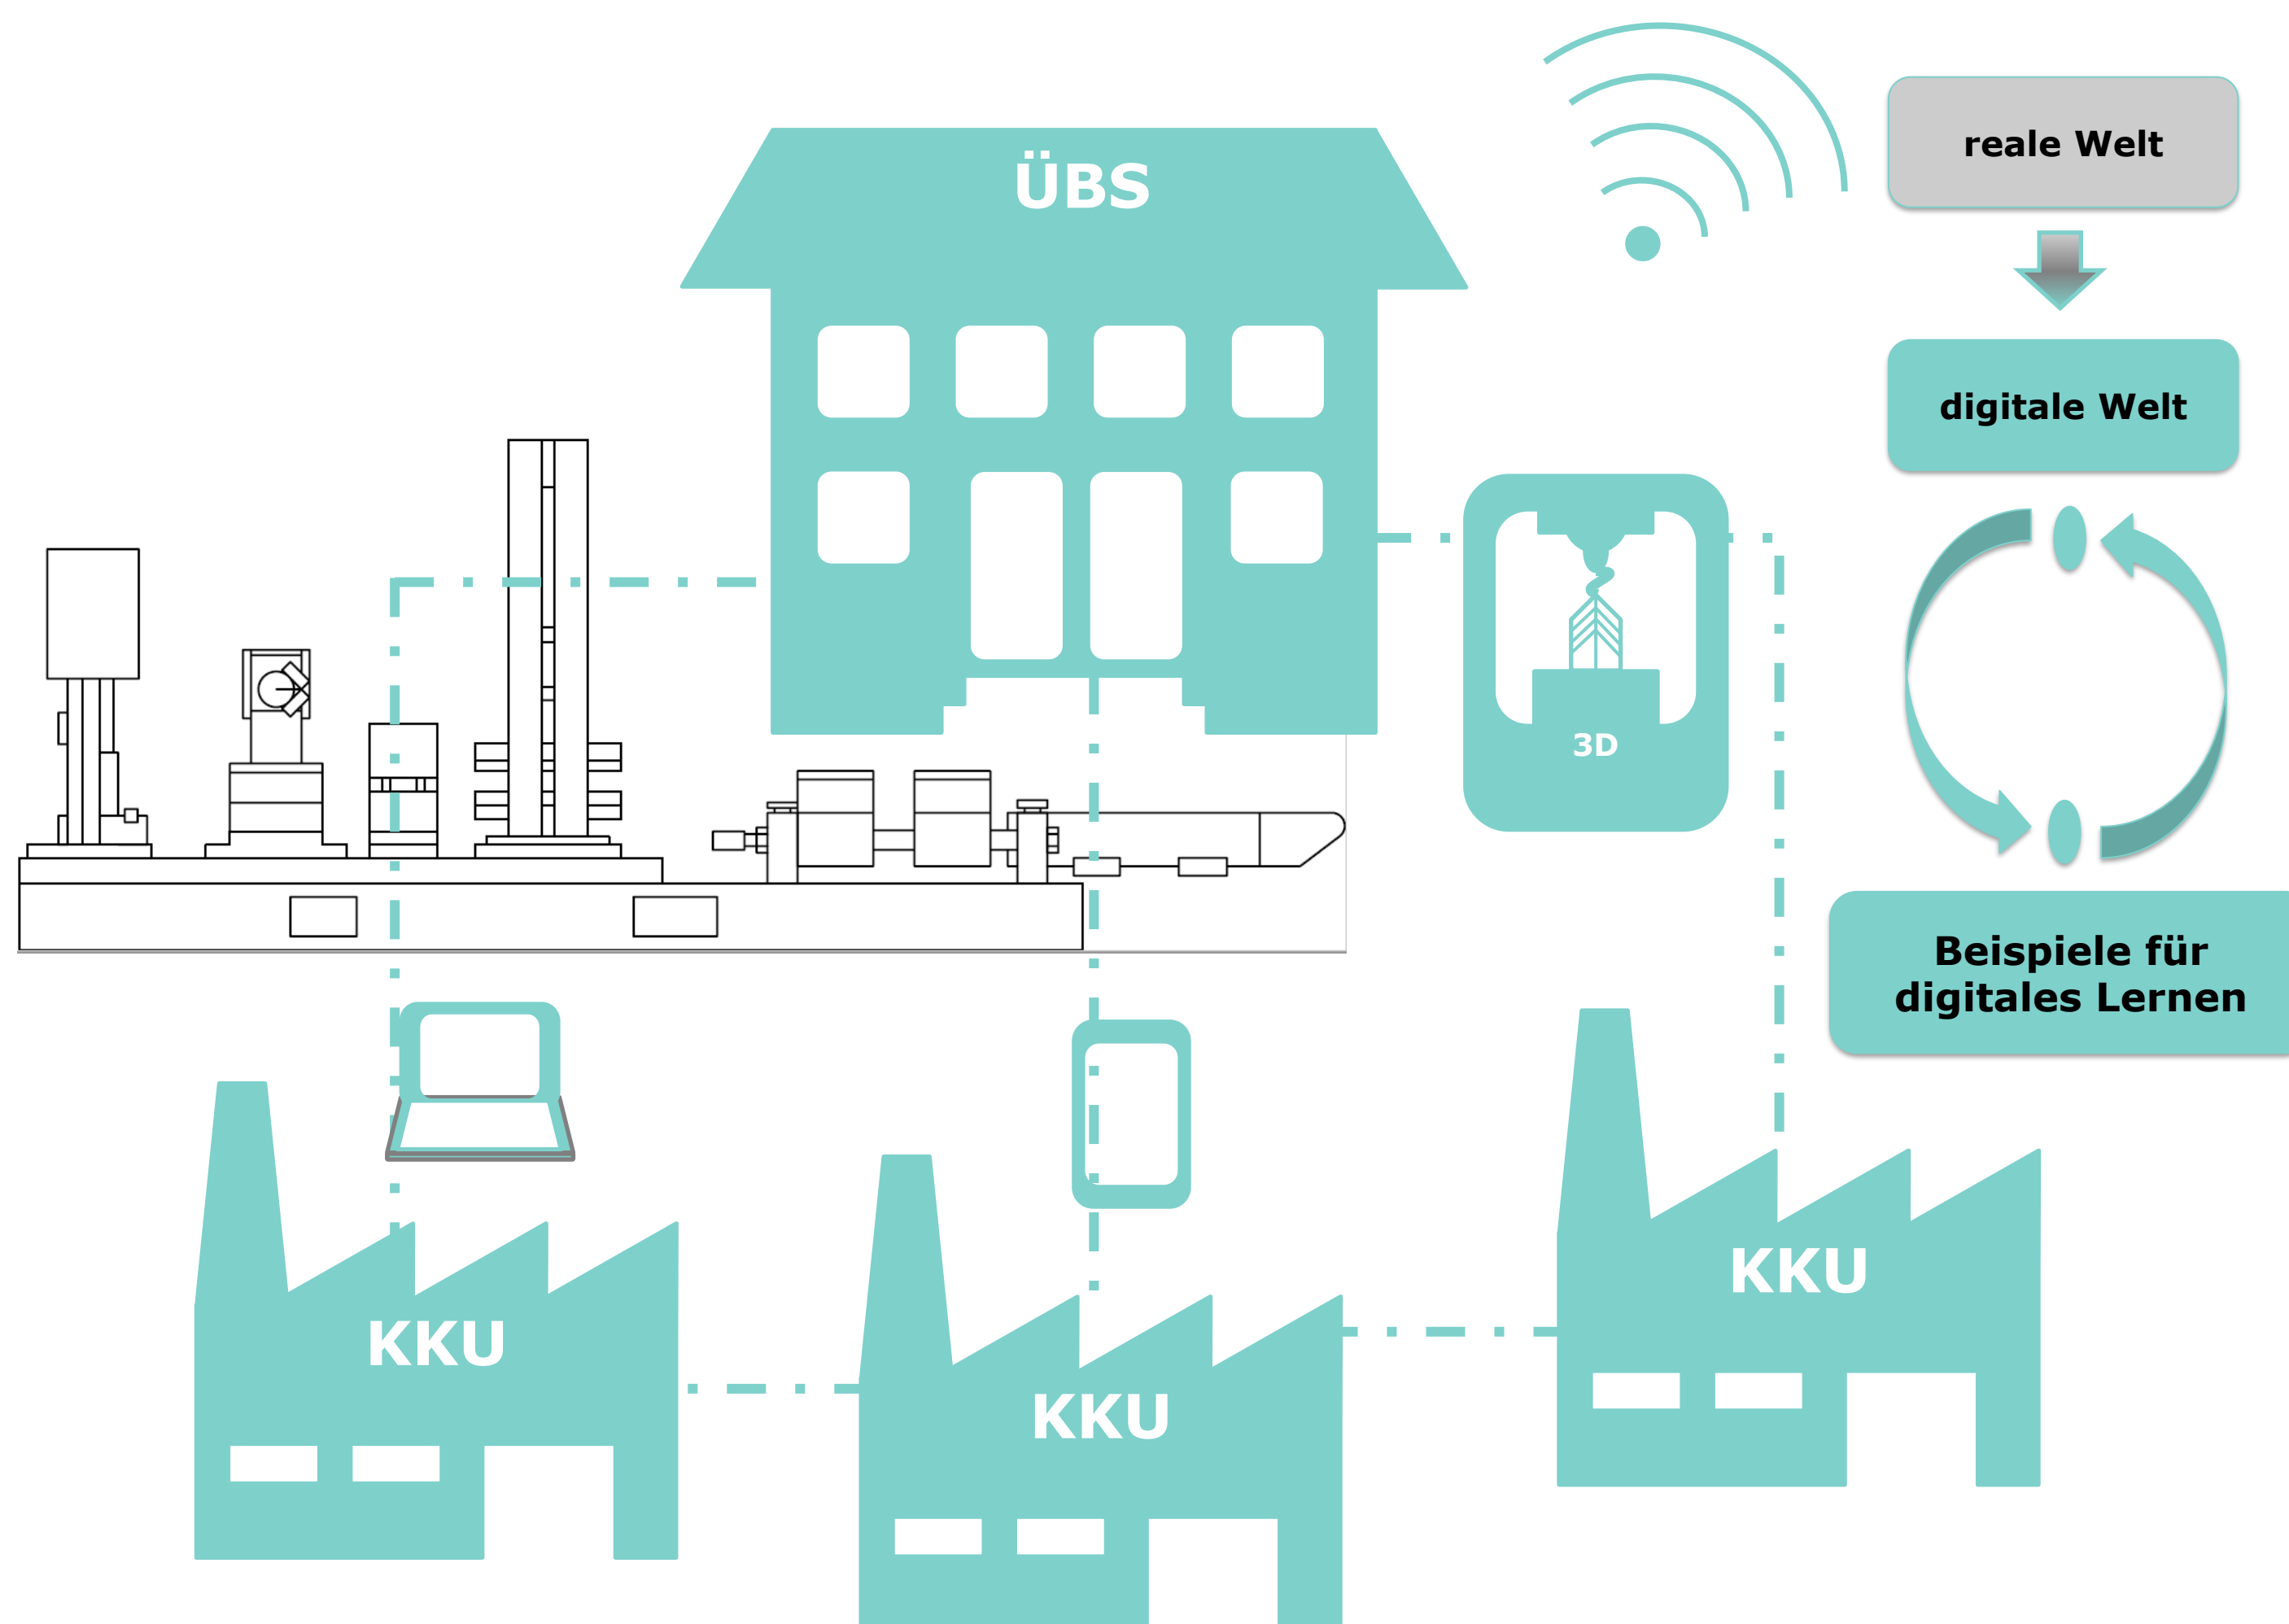 ÜBS
reale Welt
digitale Welt
3D
Beispiele für
digitales Lernen
KKU
KKU
KKU